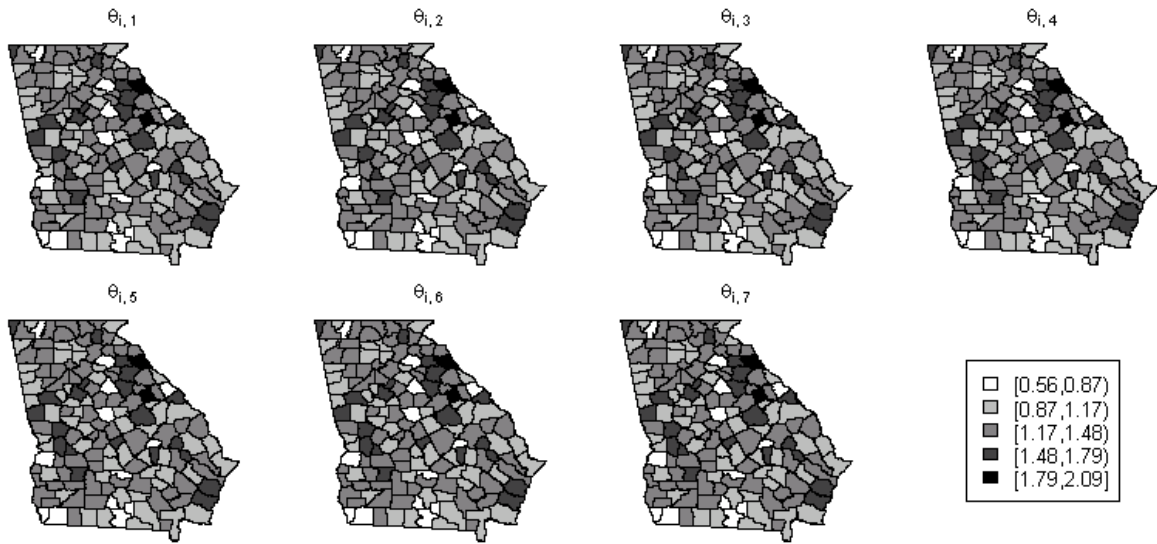 θi, 1
θi, 2
θi, 3
θi, 4
θi, 5
θi, 6
θi, 7
[0.56,0.87)
[0.87,1.17)
[1.17,1.48)
[1.48,1.79)
[1.79,2.09]